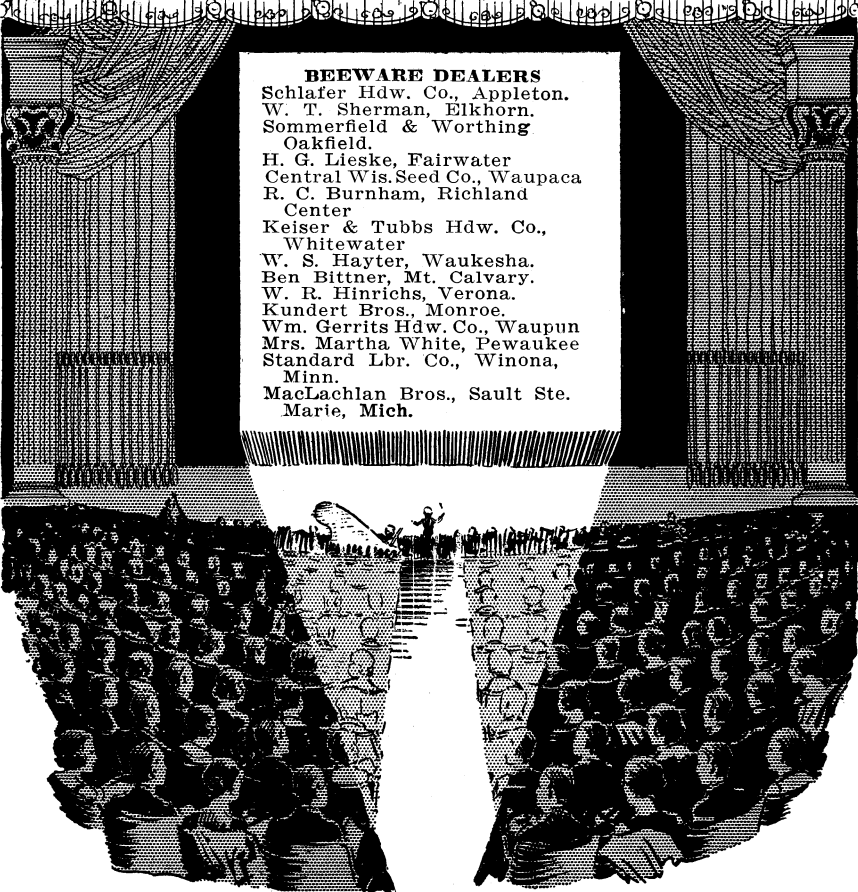 BEEWARE DEALERS
Schlafer Hdw. Co., Appleton.
W. T. Sherman, Elkhorn.
Sommerfield & Worthing
Oakfield.
H. G. Lieske, Fairwater
Central Wis. Seed Co., Waupaca
R. C. Burnham, Richland
Center
Keiser & Tubbs Hdw. Co.,
Whitewater
W. S. Hayter, Waukesha.
Ben Bittner, Mt. Calvary.
W. R. Hinrichs, Verona.
Kundert Bros., Monroe.
Wm. Gerrits Hdw. Co., Waupun
Mrs. Martha White, Pewaukee
Standard Lbr. Co., Winona,
Minn.
MacLachlan Bros., Sault Ste.
Marie, Mich.